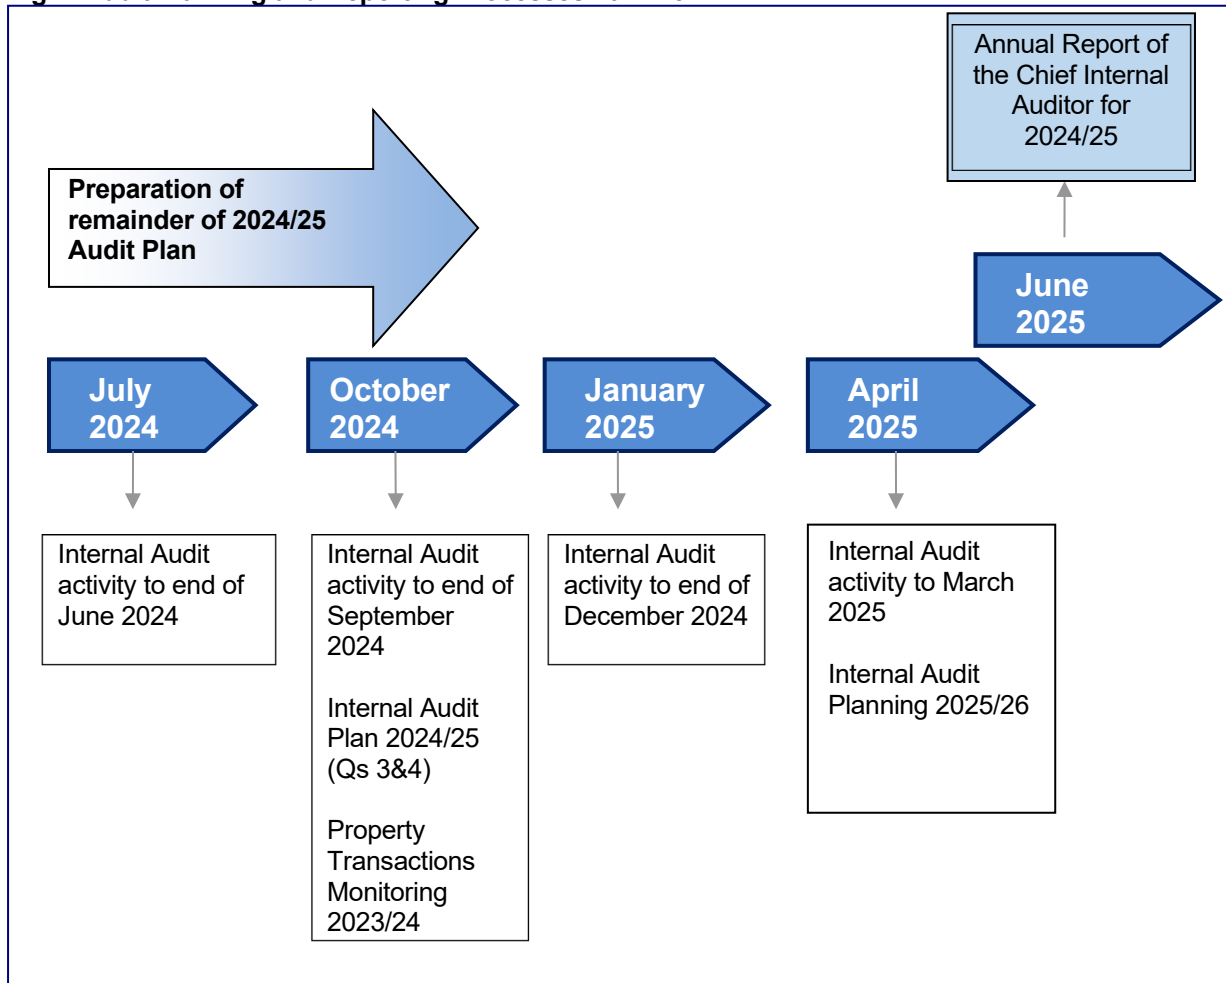 Annual Report of
the Chief Internal
Auditor for
2024/25
Preparation of
remainder of 2024/25
Audit Plan
June
2025
July
2024
October
2024
January
2025
April
2025
Internal Audit
activity to end of
June 2024
Internal Audit
activity to end of
September
2024
Internal Audit
Plan 2024/25
(Qs 3&4)
Property
Transactions
Monitoring
2023/24
Internal Audit
activity to end of
December 2024
Internal Audit
activity to March
2025
Internal Audit
Planning 2025/26